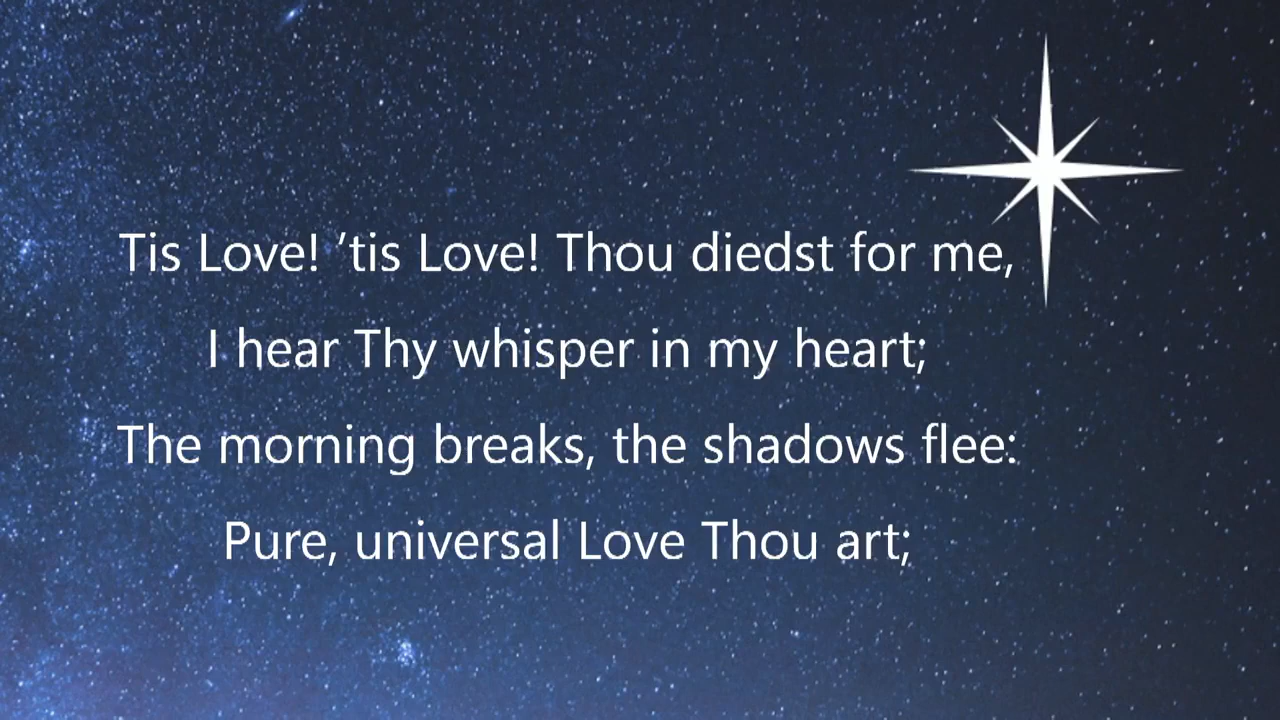 Tis Love! ’tis Love! Thou diedst for me,
I hear Thy whisper in my heart;
The morning breaks, the shadows flee:
Pure, universal Love Thou art;